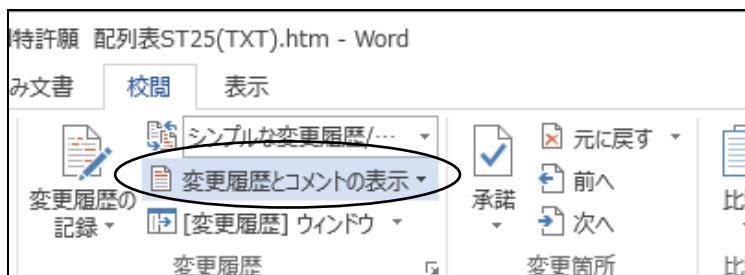 特許願 配列表ST25(TXT).htm - Word
み文書 校閲 表示
シンプルな変更履歴/…
変更履歴とコメントの表示
[変更履歴] ウィンドウ
変更履歴の
記録
変更履歴
承諾
元に戻す
前へ
次へ
変更箇所
比
比